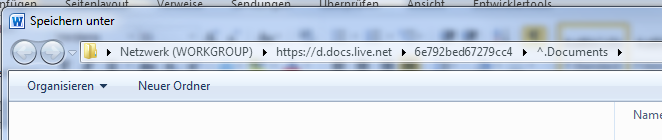 einfügen Seitenlayout Verweise Sendungen Überprüfen Ansicht Entwicklertools
Speichern unter
Netzwerk (WORKGROUP) https://d.docs.live.net 6e792bed67279cc4 ^.Documents
Organisieren Neuer Ordner
Name